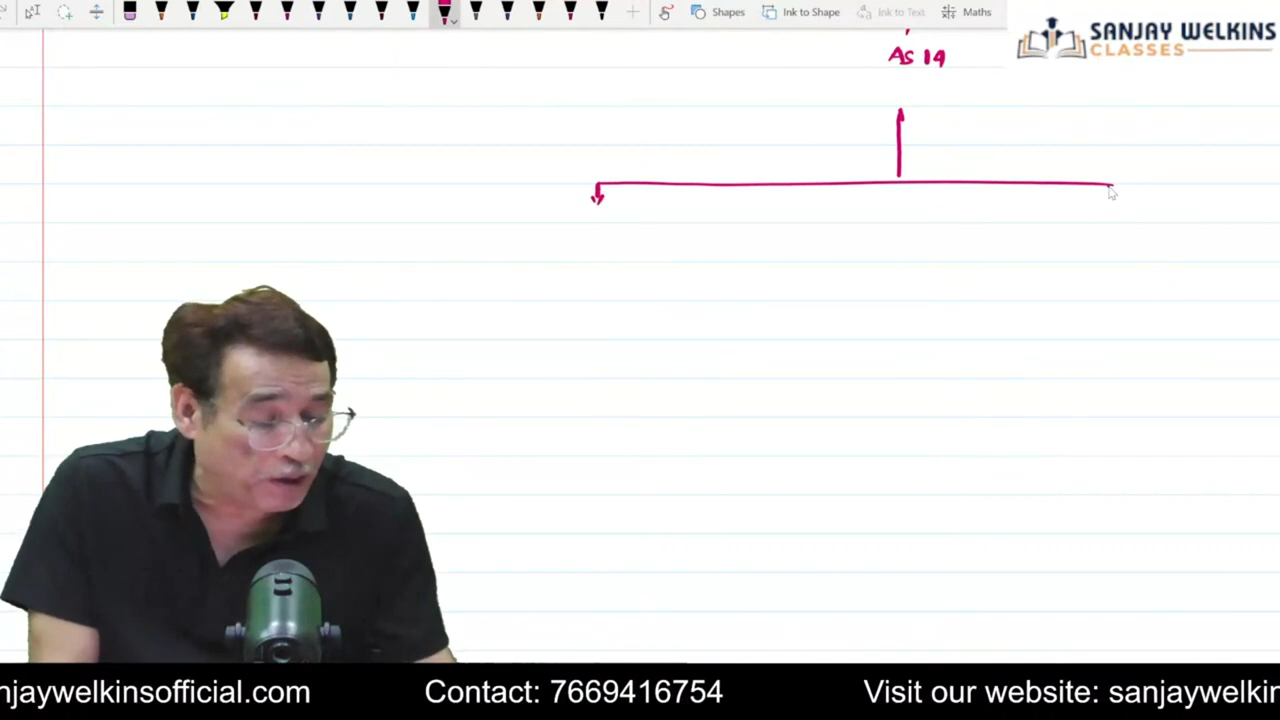 Shapes
Ink to Shape
Ink to Text
Maths
SANJAY WELKINS
CLASSES
AS 14
njaywelkinsofficial.com Contact: 7669416754 Visit our website: sanjaywelkin